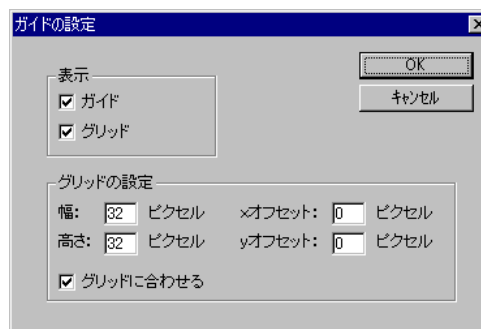 ガイドの設定
OK
キャンセル
表示
ガイド
グリッド
グリッドの設定
幅: 32 ピクセル xオフセット: 0 ピクセル
高さ: 32 ピクセル yオフセット: 0 ピクセル
グリッドに合わせる